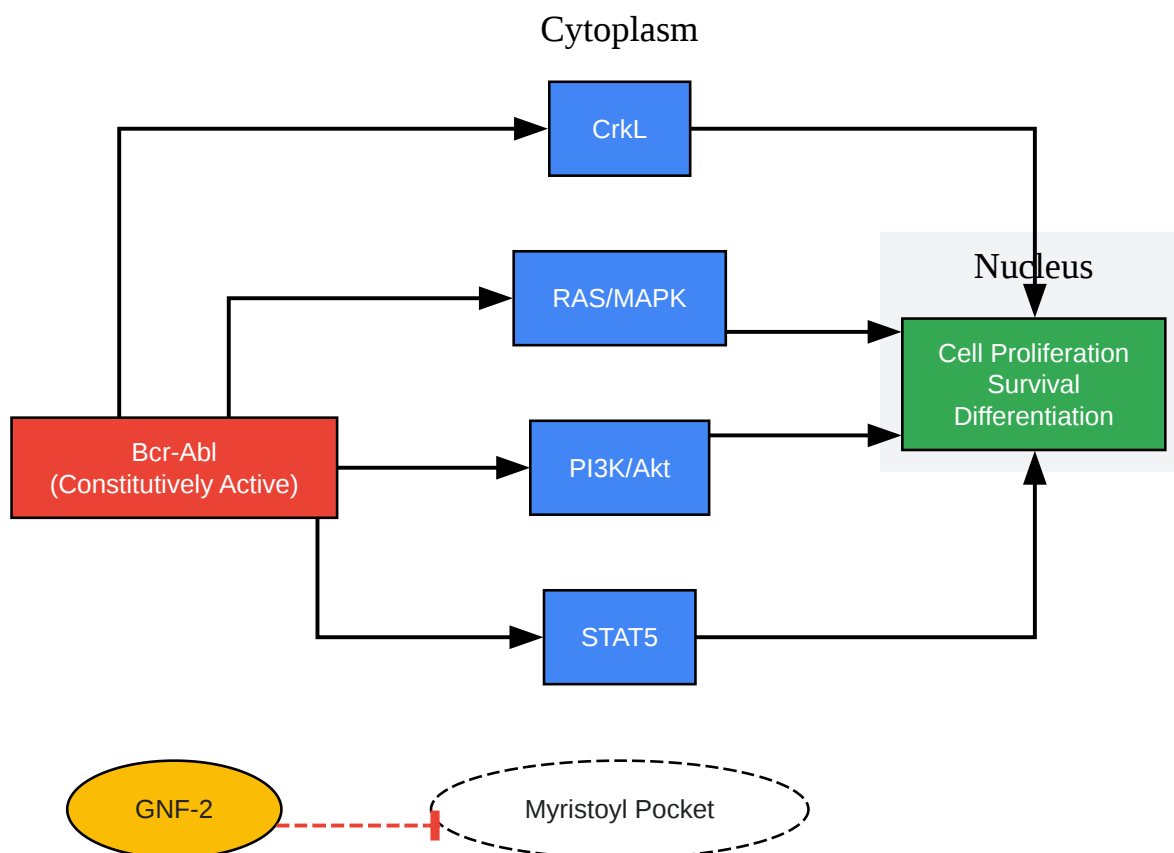 Cytoplasm
CrkL
Nucleus
RAS/MAPK
Cell Proliferation
Survival
Differentiation
Bcr-Abl
(Constitutively Active)
PI3K/Akt
STAT5
GNF-2
Myristoyl Pocket